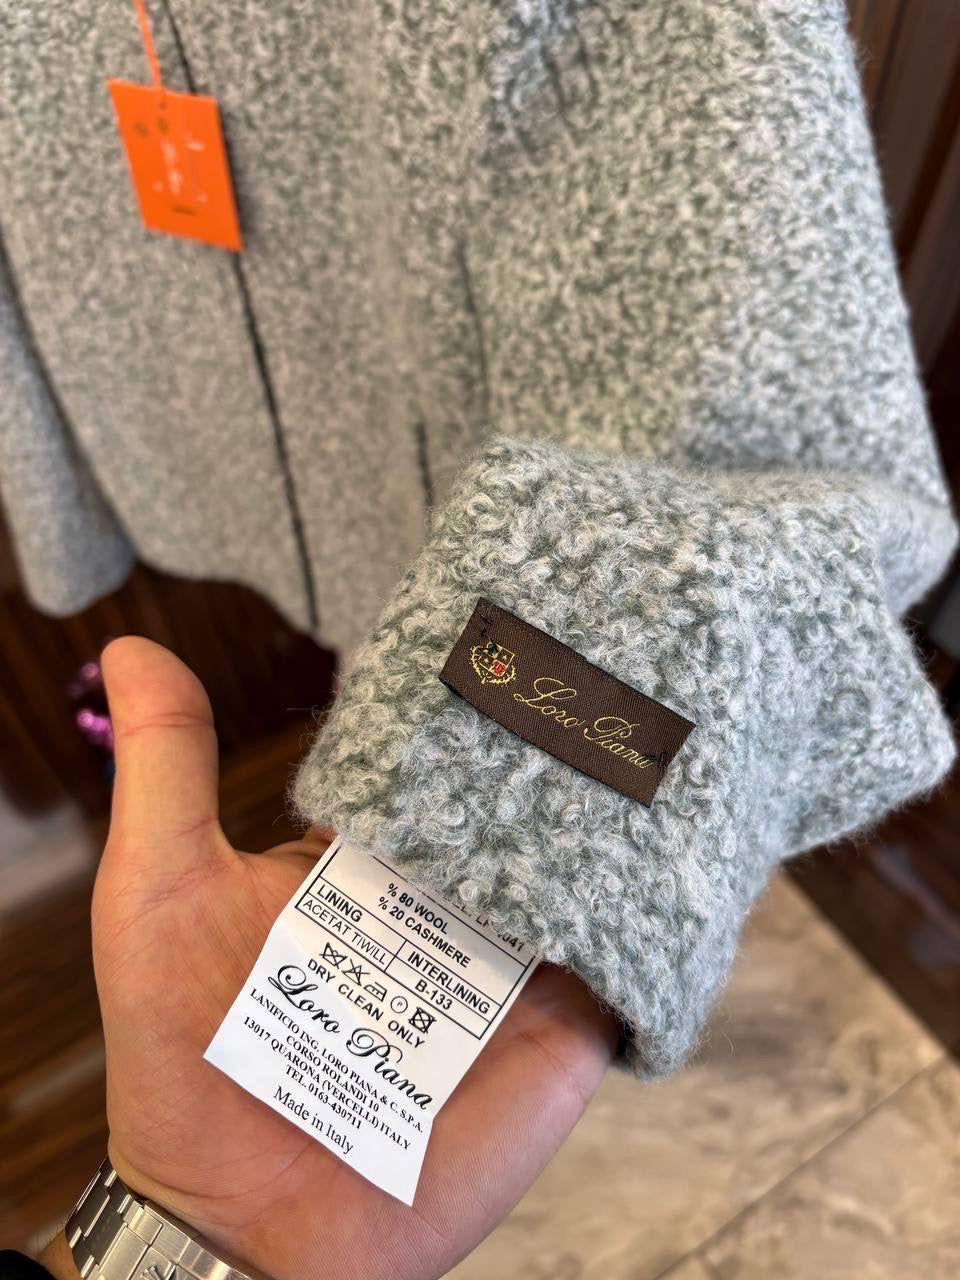 Loro Piana
% 80 WOOL
% 20 CASHMERE
LINING
ACETAT TIWILL
INTERLINING
B-133
DRY CLEAN ONLY
Loro Piana
LANIFICIO ING. LORO PIANA & C. S.P.A.
CORSO ROLANDI 10
13017 QUARONA (VERCELLI) ITALY
TEL. 0163-430711
Made in Italy